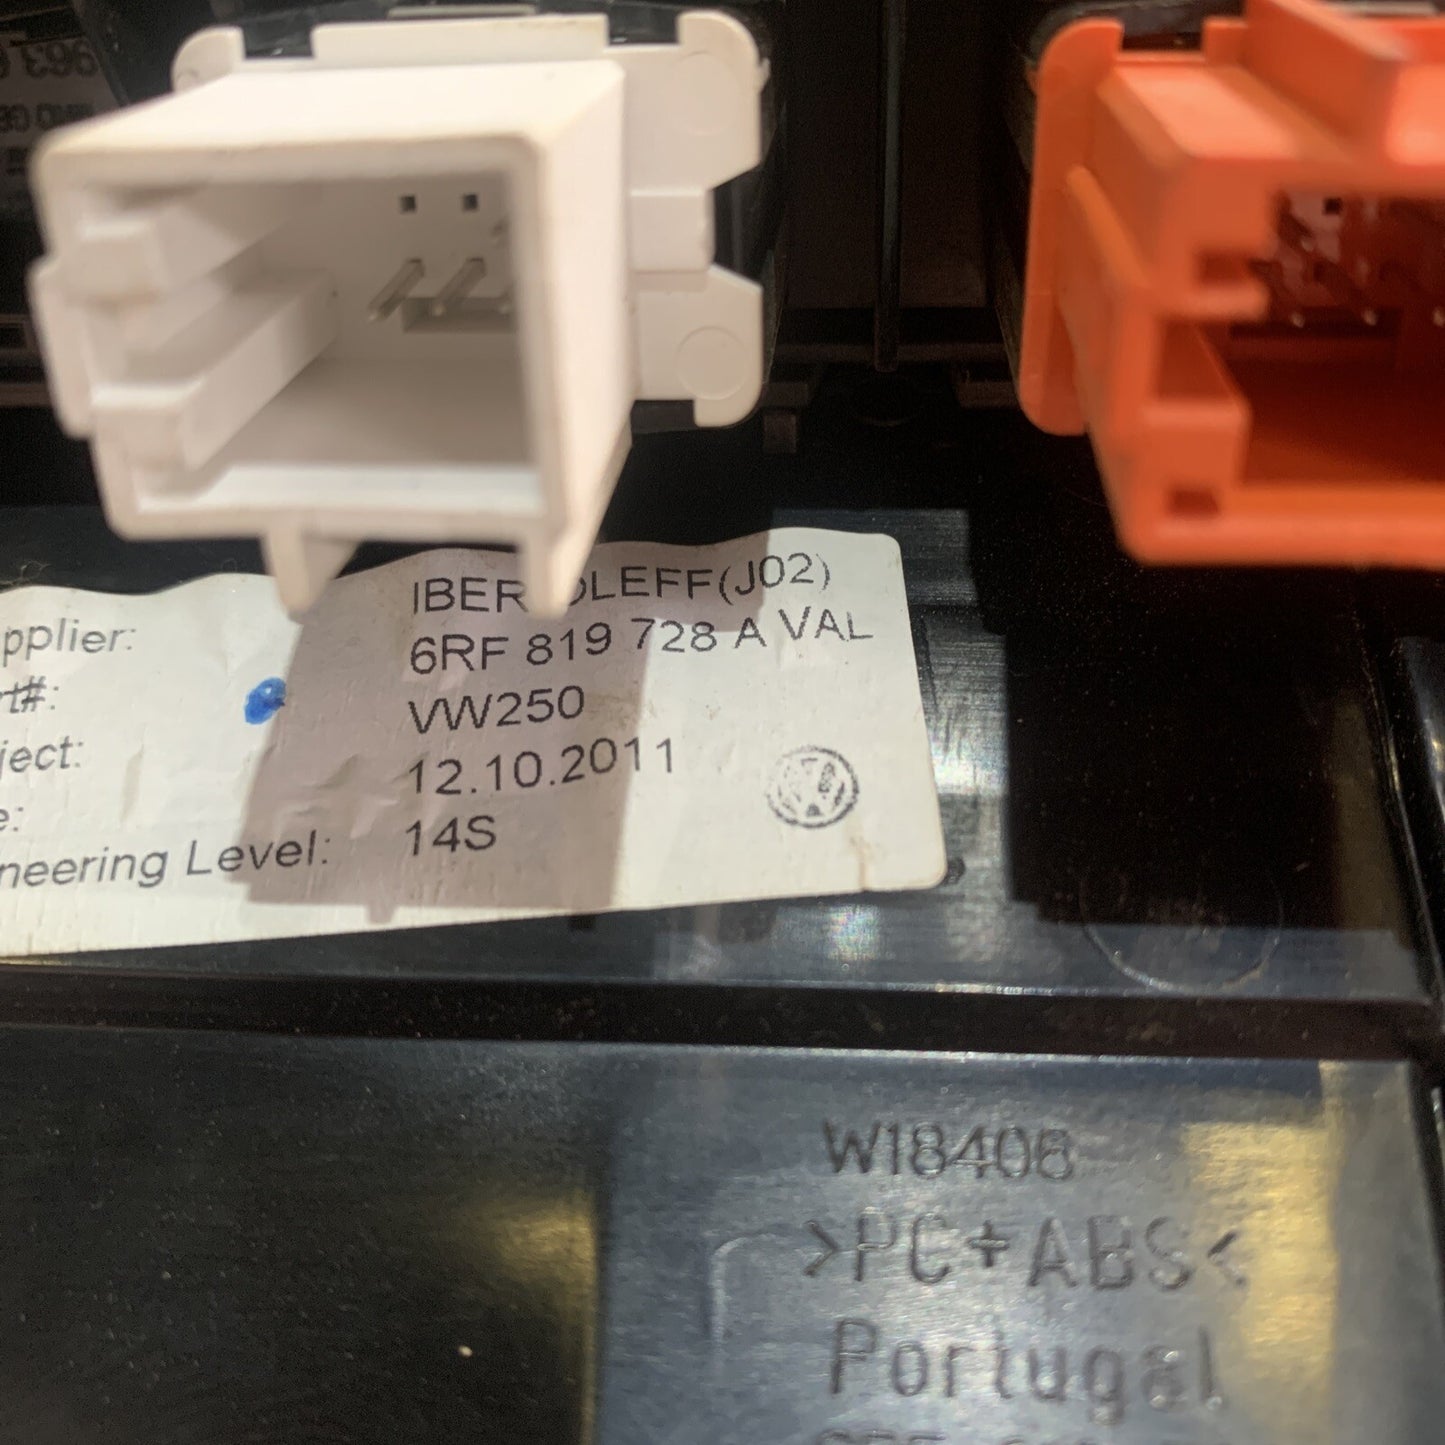 IBER OLEFF(J02)
pplier:
6RF 819 728 A VAL
rt#:
VW250
ject:
12.10.2011
e:
14S
neering Level:
W18406
>PC+ABS<
Portugal